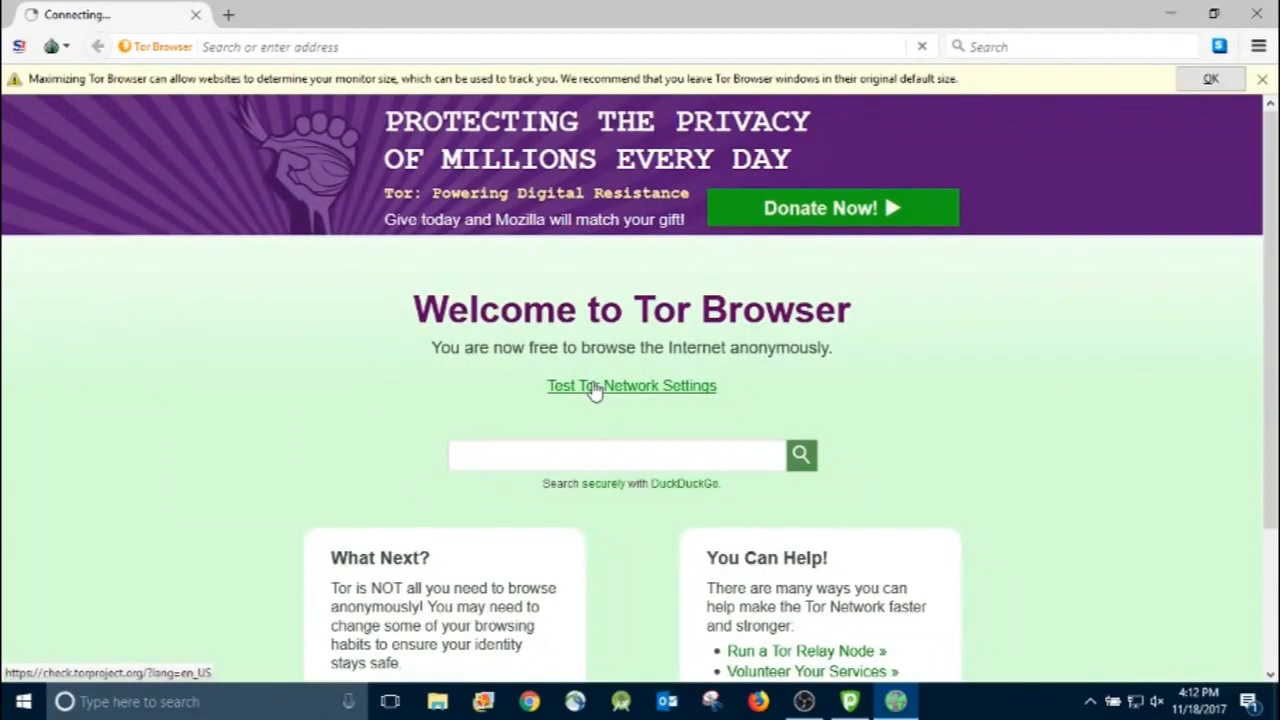 Connecting...
Tor Browser
Search or enter address
Search
Maximizing Tor Browser can allow websites to determine your monitor size, which can be used to track you. We recommend that you leave Tor Browser windows in their original default size.
OK
PROTECTING THE PRIVACY
OF MILLIONS EVERY DAY
Tor: Powering Digital Resistance
Give today and Mozilla will match your gift!
Donate Now!
Welcome to Tor Browser
You are now free to browse the Internet anonymously.
Test Tor Network Settings
Search securely with DuckDuckGo.
What Next?
Tor is NOT all you need to browse
anonymously! You may need to
change some of your browsing
habits to ensure your identity
stays safe.
You Can Help!
There are many ways you can
help make the Tor Network faster
and stronger:
• Run a Tor Relay Node »
• Volunteer Your Services »
https://check.torproject.org/?lang=en_US
Type here to search
4:12 PM
11/18/2017
1